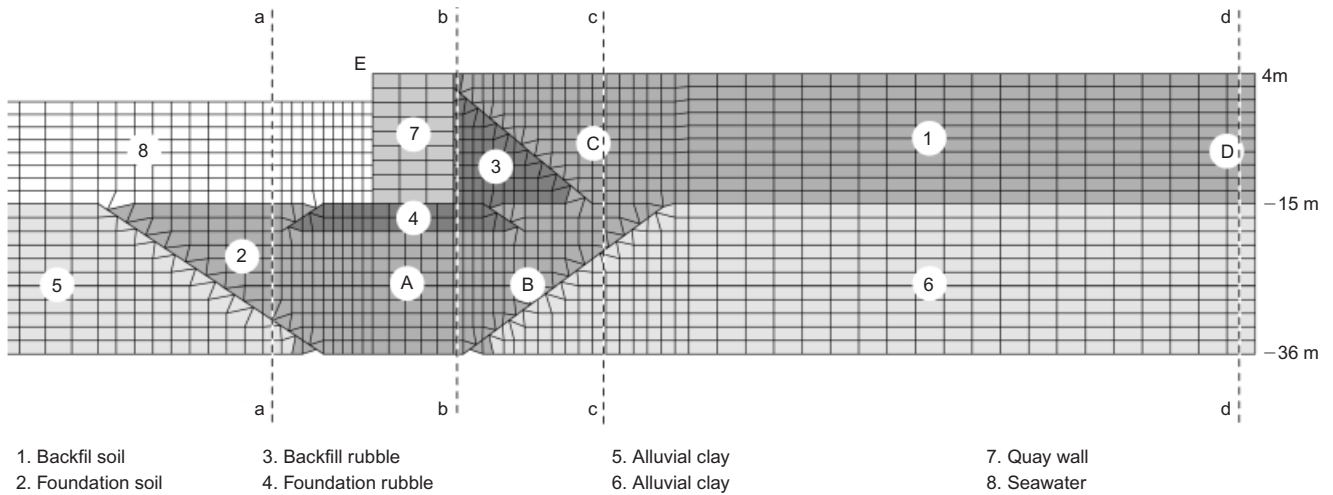 a b c d
E 4m
7 1
C
8 3 D
4 −15 m
2
5 A B 6
−36 m
a b c d
1. Backfil soil 3. Backfill rubble 5. Alluvial clay 7. Quay wall
2. Foundation soil 4. Foundation rubble 6. Alluvial clay 8. Seawater